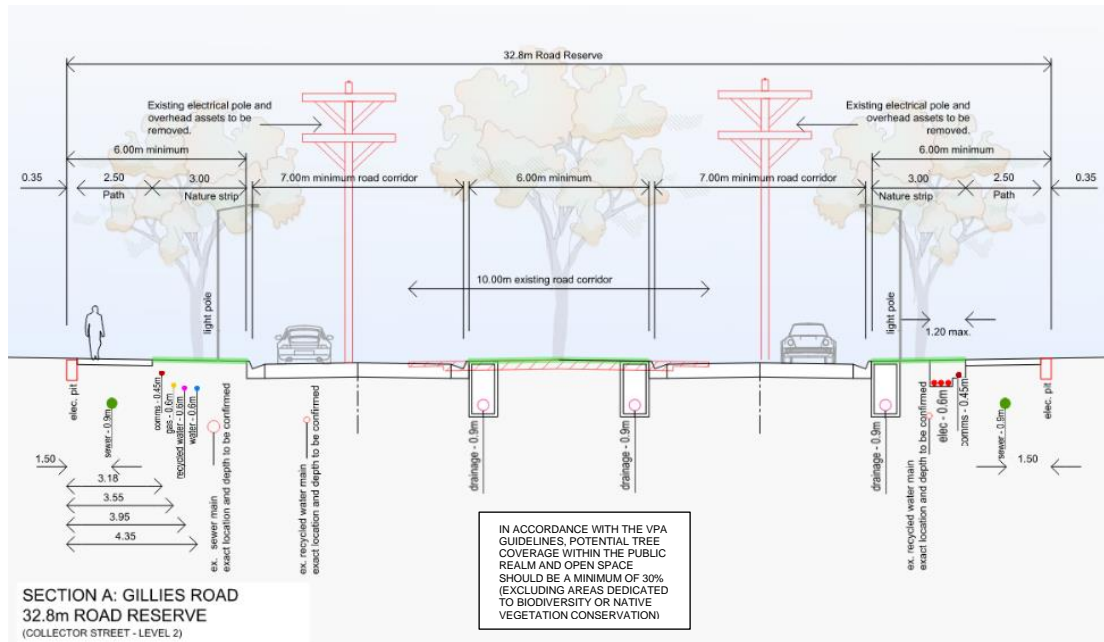 32.8m Road Reserve
Existing electrical pole and
overhead assets to be
removed.
Existing electrical pole and
overhead assets to be
removed.
6.00m minimum
6.00m minimum
0.35
2.50
Path
3.00
Nature strip
7.00m minimum road corridor
6.00m minimum
7.00m minimum road corridor
3.00
Nature strip
2.50
Path
0.35
10.00m existing road corridor
light pole
light pole
1.20 max.
elec. pit
sewer - 0.9m
comms - 0.45m
gas - 0.6m
recycled water - 0.6m
water - 0.6m
ex. sewer main
exact location and depth to be confirmed
ex. recycled water main
exact location and depth to be confirmed
drainage - 0.9m
drainage - 0.9m
drainage - 0.9m
ex. recycled water main
exact location and depth to be confirmed
elec - 0.6m
comms - 0.45m
elec. pit
1.50
3.18
3.55
3.95
4.35
1.50
IN ACCORDANCE WITH THE VPA
GUIDELINES, POTENTIAL TREE
COVERAGE WITHIN THE PUBLIC
REALM AND OPEN SPACE
SHOULD BE A MINIMUM OF 30%
(EXCLUDING AREAS DEDICATED
TO BIODIVERSITY OR NATIVE
VEGETATION CONSERVATION)
SECTION A: GILLIES ROAD
32.8m ROAD RESERVE
(COLLECTOR STREET - LEVEL 2)